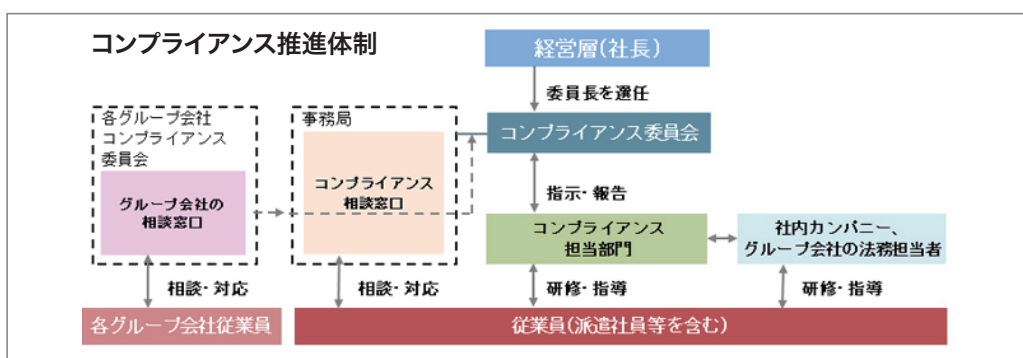 コンプライアンス推進体制
経営層(社長)
委員長を選任
各グループ会社
コンプライアンス
委員会
事務局
コンプライアンス委員会
グループ会社の
相談窓口
コンプライアンス
相談窓口
指示・報告
コンプライアンス
担当部門
社内カンパニー、
グループ会社の法務担当者
相談・対応
相談・対応
研修・指導
研修・指導
各グループ会社従業員
従業員(派遣社員等を含む)